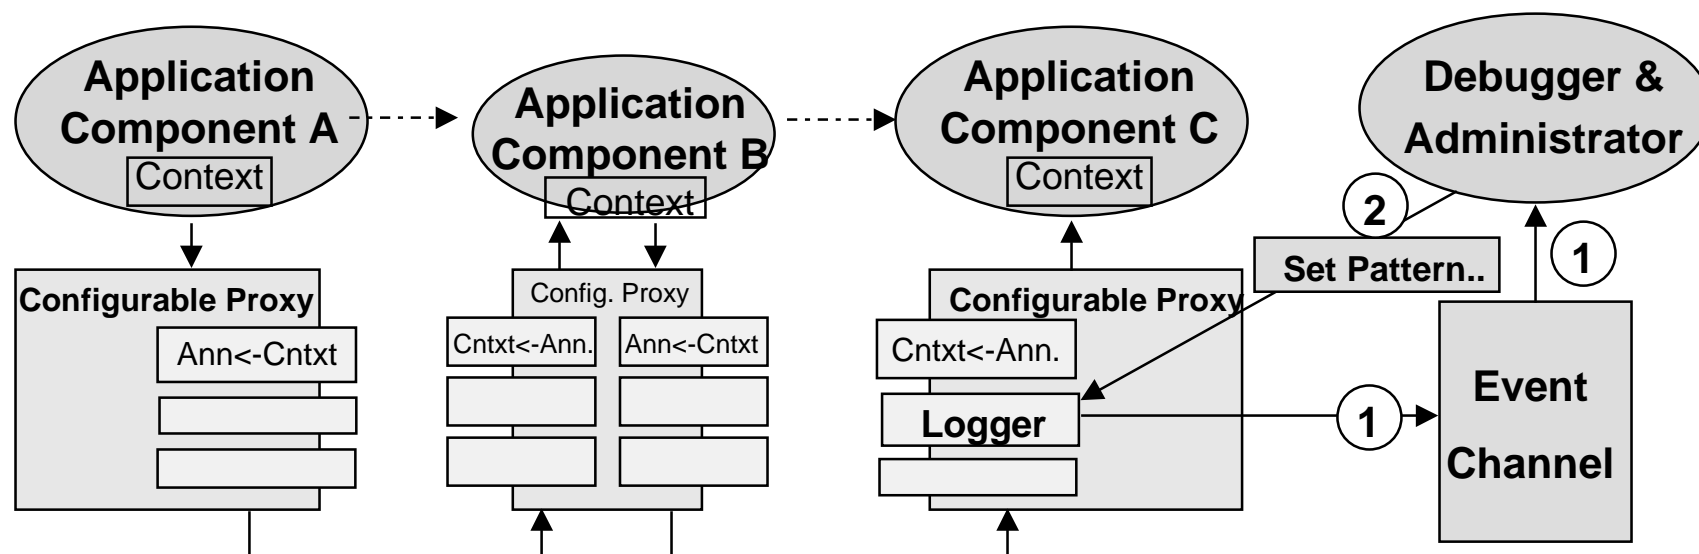 Application
Component A
Context
Application
Component B
Context
Application
Component C
Context
Debugger &
Administrator
2
Set Pattern..
1
Configurable Proxy
Ann<-Cntxt
Config. Proxy
Cntxt<-Ann.
Ann<-Cntxt
Configurable Proxy
Cntxt<-Ann.
Logger
1
Event
Channel